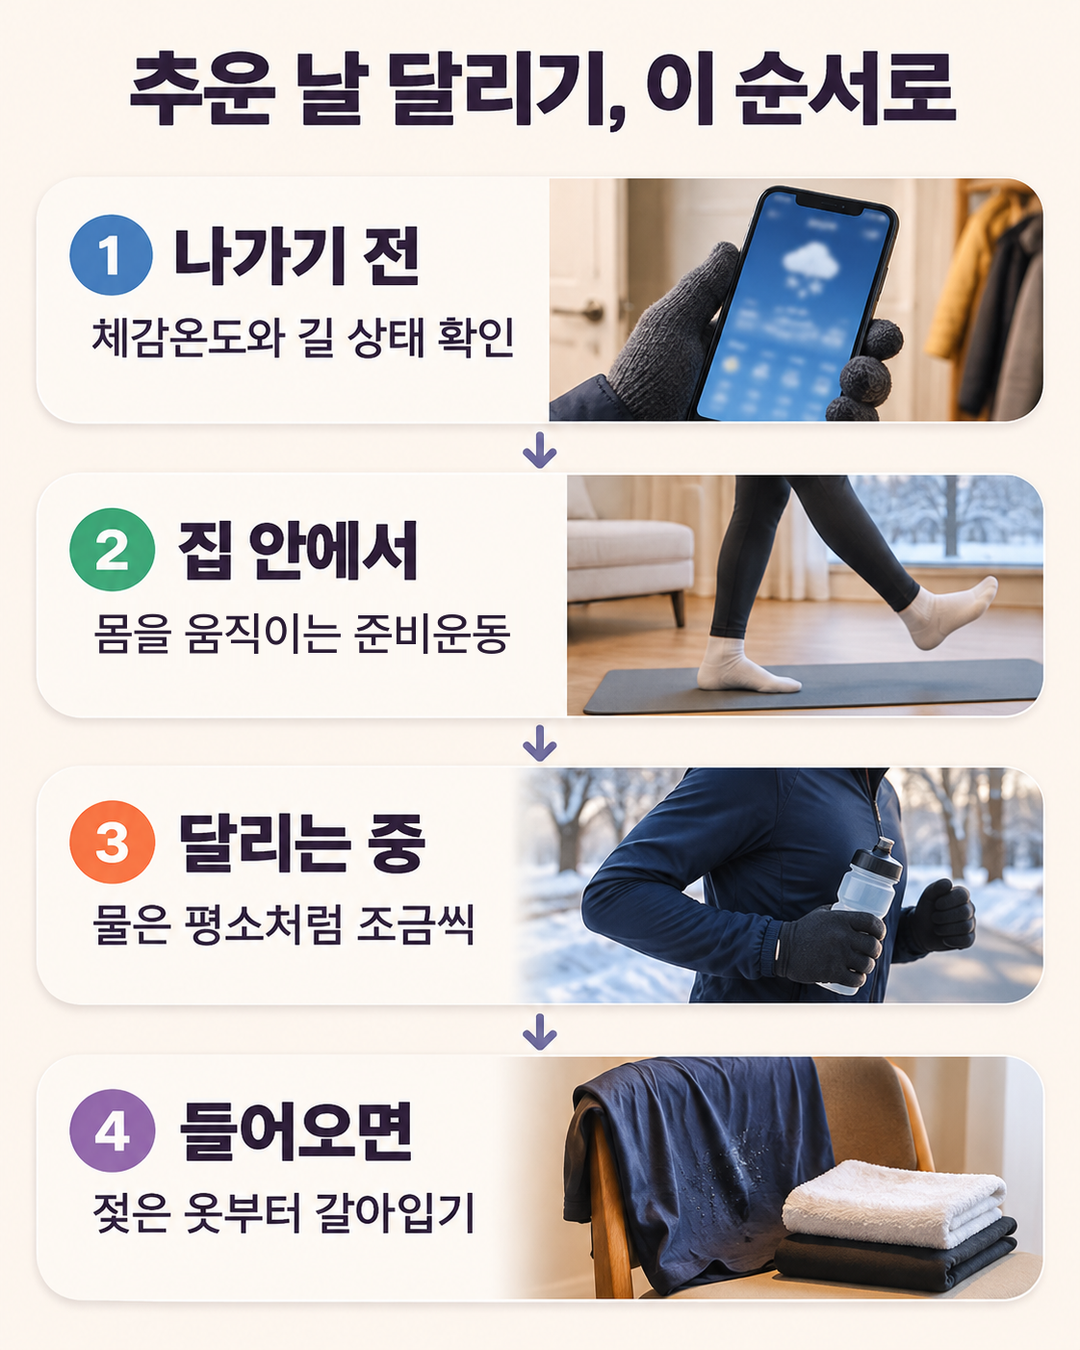 추운 날 달리기, 이 순서로
1 나가기 전
체감온도와 길 상태 확인
2 집 안에서
몸을 움직이는 준비운동
3 달리는 중
물은 평소처럼 조금씩
4 들어오면
젖은 옷부터 갈아입기